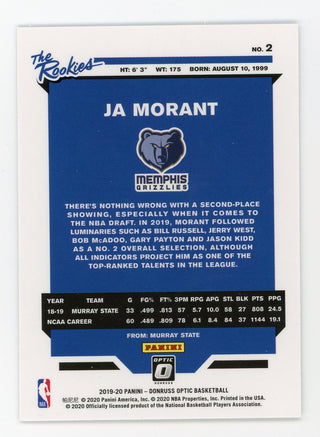 The Rookies
NO. 2
HT: 6' 3" WT: 175 BORN: AUGUST 10, 1999
JA MORANT
MEMPHIS
GRIZZLIES
THERE'S NOTHING WRONG WITH A SECOND-PLACE
SHOWING, ESPECIALLY WHEN IT COMES TO
THE NBA DRAFT. IN 2019, MORANT FOLLOWED
LUMINARIES SUCH AS BILL RUSSELL, JERRY WEST,
BOB McADOO, GARY PAYTON AND JASON KIDD
AS A NO. 2 OVERALL SELECTION, ALTHOUGH
ALL INDICATORS PROJECT HIM AS ONE OF THE
TOP-RANKED TALENTS IN THE LEAGUE.
YEAR TEAM G FG% FT% 3PM RPG APG STL BLK PTS PPG
18-19 MURRAY STATE 33 .499 .813 57 5.7 10.0 58 27 808 24.5
NCAA CAREER 60 .489 .809 78 6.1 8.4 84 37 1144 19.1
FROM: MURRAY STATE
PANINI
OPTIC
DONRUSS
2019-20 PANINI - DONRUSS OPTIC BASKETBALL
帕尼尼 © 2020 Panini America, Inc. © 2020 NBA Properties, Inc. Printed in the USA.
© 2020 Officially licensed product of the National Basketball Players Association.
NBA